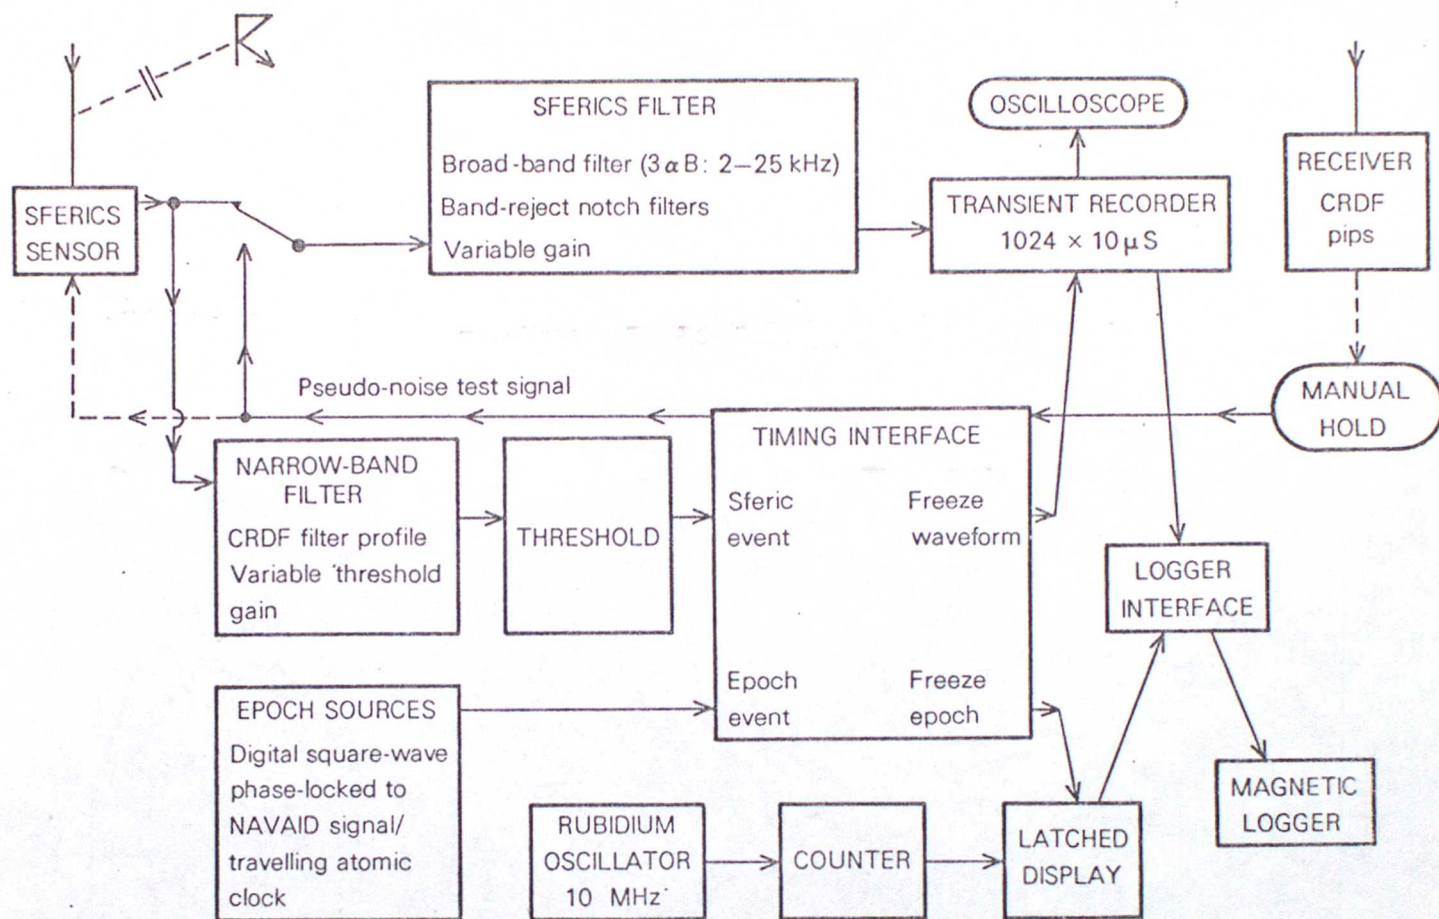 SFERICS
SENSOR
SFERICS FILTER
Broad-band filter (3αB: 2–25 kHz)
Band-reject notch filters
Variable gain
OSCILLOSCOPE
TRANSIENT RECORDER
1024 × 10μS
RECEIVER
CRDF
pips
MANUAL
HOLD
Pseudo-noise test signal
NARROW-BAND
FILTER
CRDF filter profile
Variable threshold
gain
THRESHOLD
TIMING INTERFACE
Sferic
event
Freeze
waveform
Epoch
event
Freeze
epoch
LOGGER
INTERFACE
EPOCH SOURCES
Digital square-wave
phase-locked to
NAVAID signal/
travelling atomic
clock
RUBIDIUM
OSCILLATOR
10 MHz
COUNTER
LATCHED
DISPLAY
MAGNETIC
LOGGER